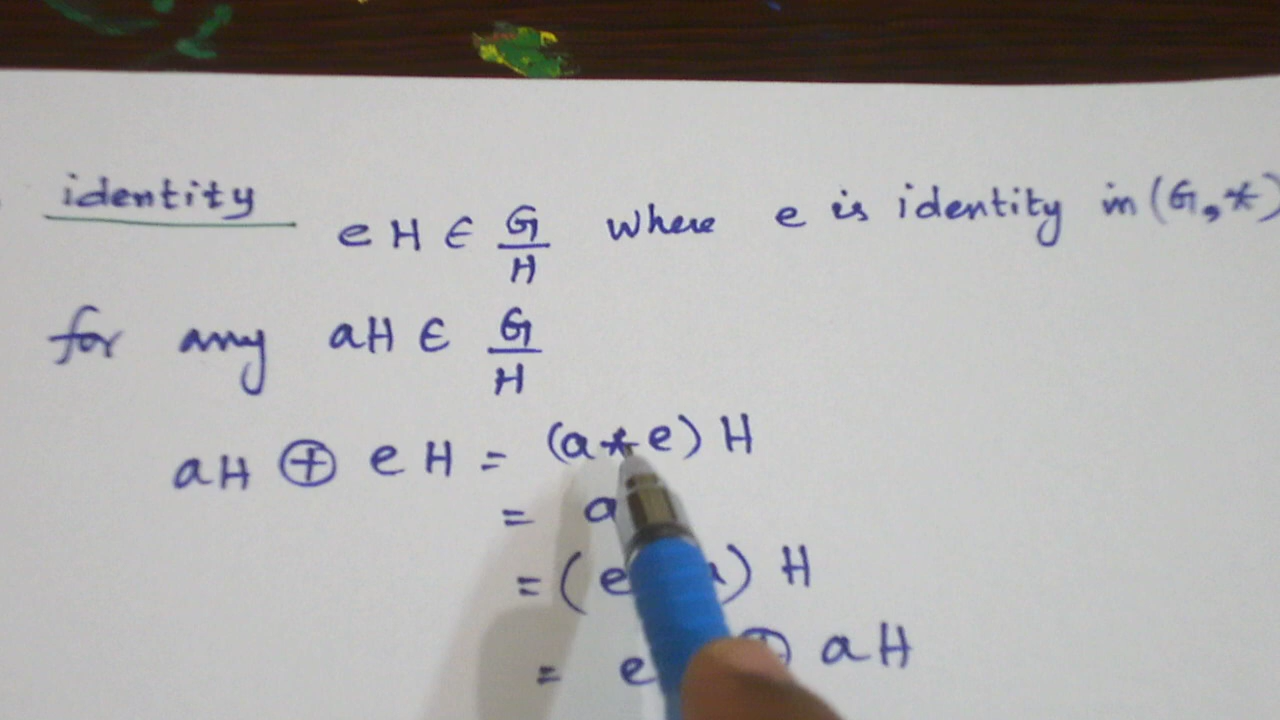 identity
eH ∈ G/H where e is identity in (G,*)
for any aH ∈ G/H
aH ⊕ eH = (a*e) H
= a
= (e a) H
= e ⊕ aH